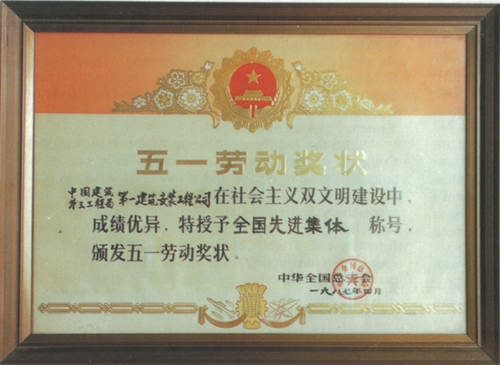 五一劳动奖状
中国建筑
工程局
第一建筑安装工程公司在社会主义双文明建设中,
成绩优异,特授予全国先进集体 称号,
颁发五一劳动奖状.
中华全国总工会
一九八七年四月